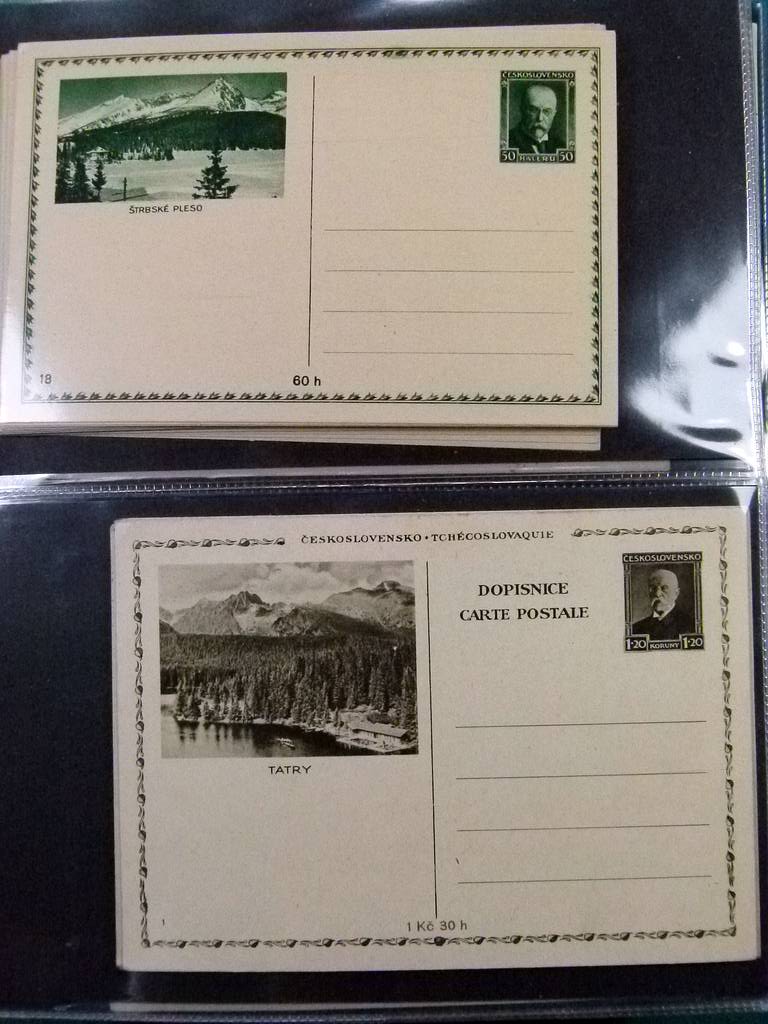 ČESKOSLOVENSKO
50 HALÉŘŮ 50
ŠTRBSKÉ PLESO
18
60 h
ČESKOSLOVENSKO • TCHÉCOSLOVAQUIE
ČESKOSLOVENSKO
DOPISNICE
CARTE POSTALE
1·20 KORUNY 1·20
TATRY
1
1 Kč 30 h